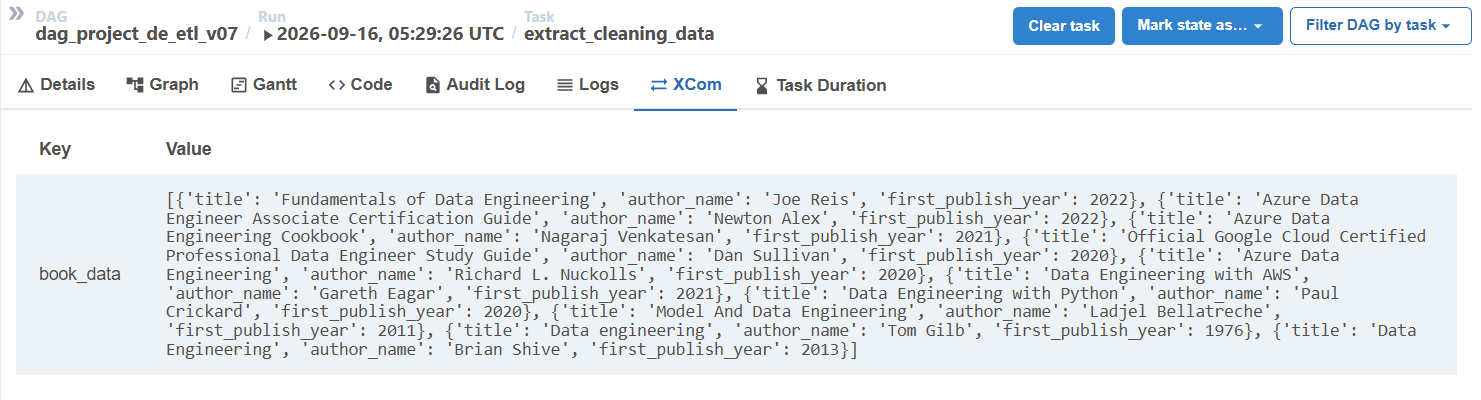 DAG Run Task
dag_project_de_etl_v07 / ▶ 2026-09-16, 05:29:26 UTC / extract_cleaning_data
Clear task Mark state as... Filter DAG by task
Details Graph Gantt <> Code Audit Log Logs XCom Task Duration
Key Value
[{'title': 'Fundamentals of Data Engineering', 'author_name': 'Joe Reis', 'first_publish_year': 2022}, {'title': 'Azure Data
Engineer Associate Certification Guide', 'author_name': 'Newton Alex', 'first_publish_year': 2022}, {'title': 'Azure Data
Engineering Cookbook', 'author_name': 'Nagaraj Venkatesan', 'first_publish_year': 2021}, {'title': 'Official Google Cloud Certified
Professional Data Engineer Study Guide', 'author_name': 'Dan Sullivan', 'first_publish_year': 2020}, {'title': 'Azure Data
book_data Engineering', 'author_name': 'Richard L. Nuckolls', 'first_publish_year': 2020}, {'title': 'Data Engineering with AWS',
'author_name': 'Gareth Eagar', 'first_publish_year': 2021}, {'title': 'Data Engineering with Python', 'author_name': 'Paul
Crickard', 'first_publish_year': 2020}, {'title': 'Model And Data Engineering', 'author_name': 'Ladjel Bellatreche',
'first_publish_year': 2011}, {'title': 'Data engineering', 'author_name': 'Tom Gilb', 'first_publish_year': 1976}, {'title': 'Data
Engineering', 'author_name': 'Brian Shive', 'first_publish_year': 2013}]